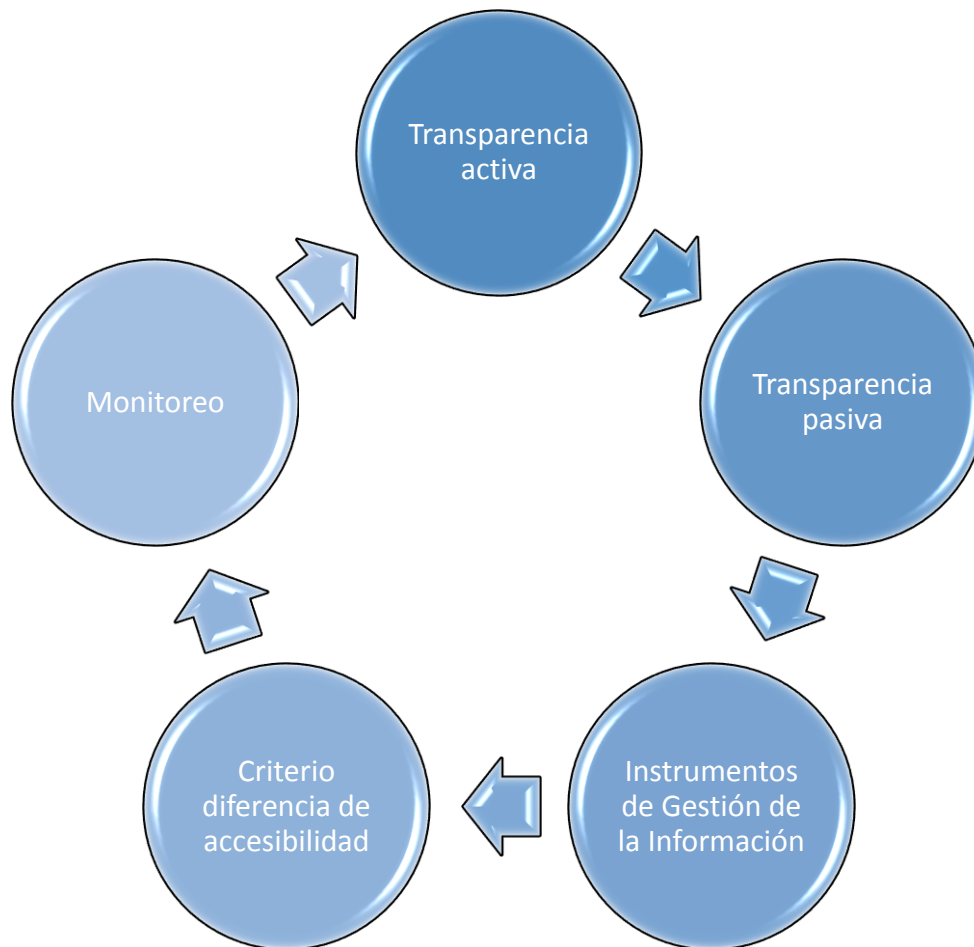 Transparencia
activa
Transparencia
pasiva
Instrumentos
de Gestión de
la Información
Criterio
diferencia de
accesibilidad
Monitoreo